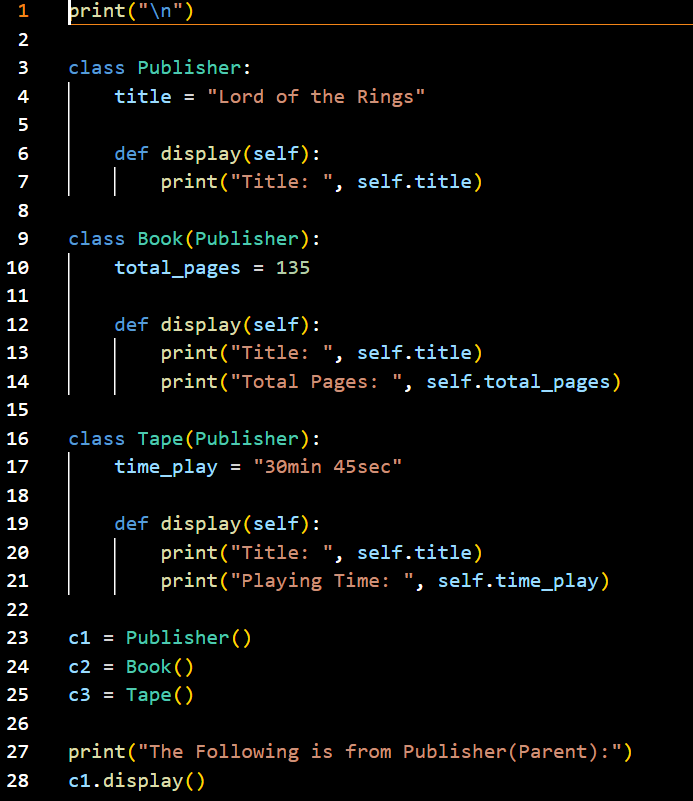 1 print("\n")
2
3 class Publisher:
4     title = "Lord of the Rings"
5
6     def display(self):
7         print("Title: ", self.title)
8
9 class Book(Publisher):
10     total_pages = 135
11
12     def display(self):
13         print("Title: ", self.title)
14         print("Total Pages: ", self.total_pages)
15
16 class Tape(Publisher):
17     time_play = "30min 45sec"
18
19     def display(self):
20         print("Title: ", self.title)
21         print("Playing Time: ", self.time_play)
22
23 c1 = Publisher()
24 c2 = Book()
25 c3 = Tape()
26
27 print("The Following is from Publisher(Parent):")
28 c1.display()